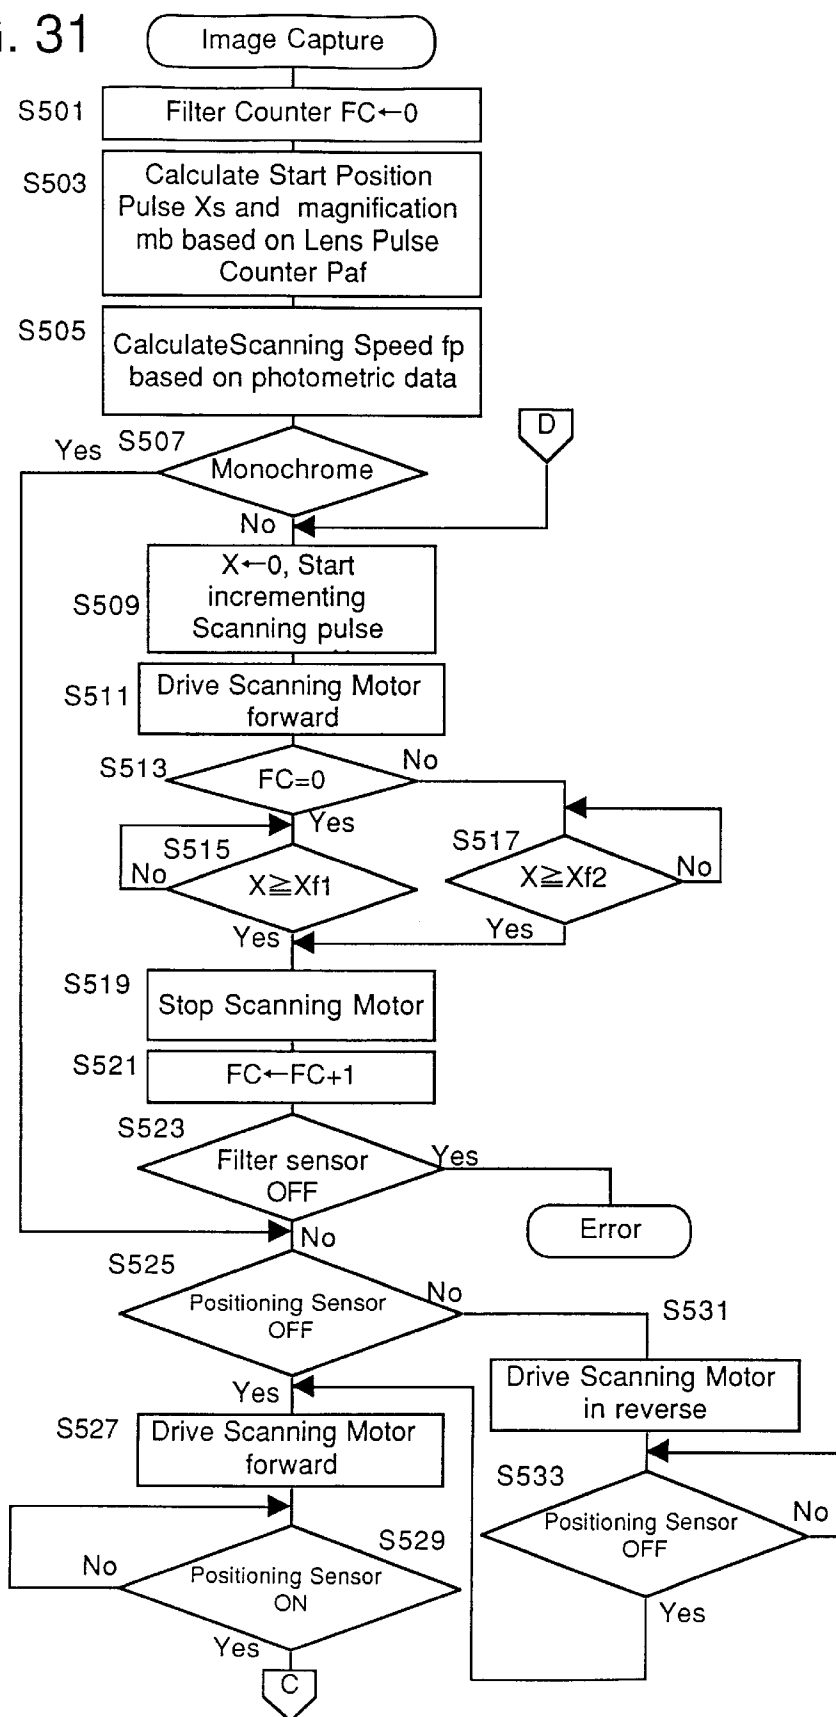 . 31
Image Capture
S501
Filter Counter FC←0
S503
Calculate Start Position
Pulse Xs and magnification
mb based on Lens Pulse
Counter Paf
S505
CalculateScanning Speed fp
based on photometric data
D
Yes
S507
Monochrome
No
X←0, Start
S509
incrementing
Scanning pulse
S511
Drive Scanning Motor
forward
S513
FC=0
No
Yes
S515
X≧Xf1
No
S517
X≧Xf2
No
Yes
Yes
S519
Stop Scanning Motor
S521
FC←FC+1
S523
Filter sensor
OFF
Yes
Error
No
S525
Positioning Sensor
OFF
No
S531
Yes
Drive Scanning Motor
in reverse
S527
Drive Scanning Motor
forward
S533
Positioning Sensor
OFF
No
Yes
S529
Positioning Sensor
ON
No
Yes
C